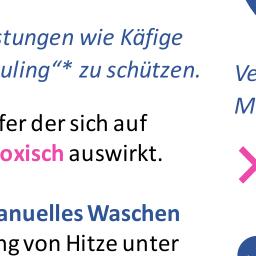 stungen wie Käfige
uling“* zu schützen.
fer der sich auf
oxisch auswirkt.
anuelles Waschen
ng von Hitze unter
Ve
M